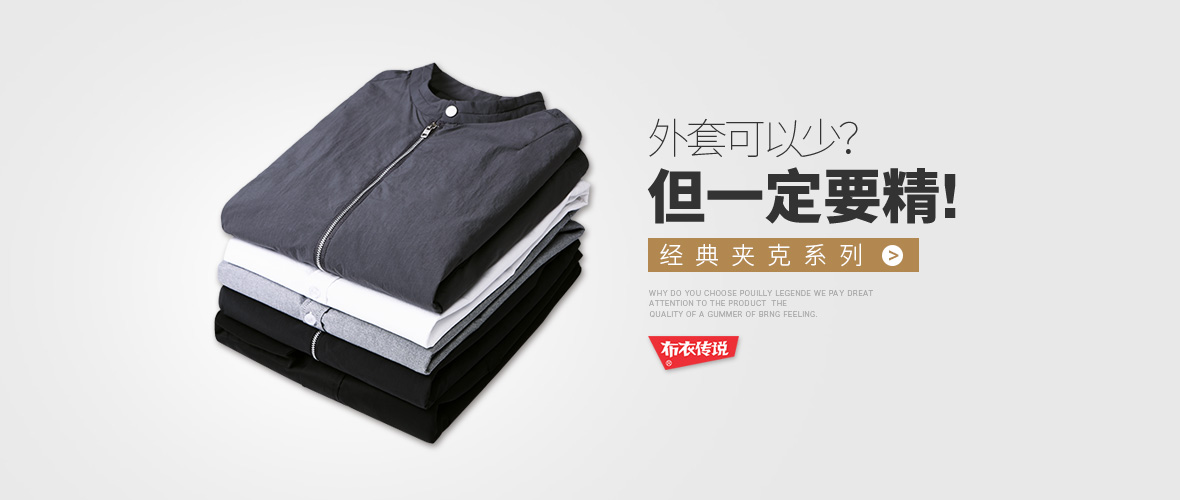 外套可以少?
但一定要精!
经典夹克系列 >
WHY DO YOU CHOOSE POUILLY LEGENDE WE PAY DREAT
ATTENTION TO THE PRODUCT THE
QUALITY OF A GUMMER OF BRNG FEELING.
布衣传说
®